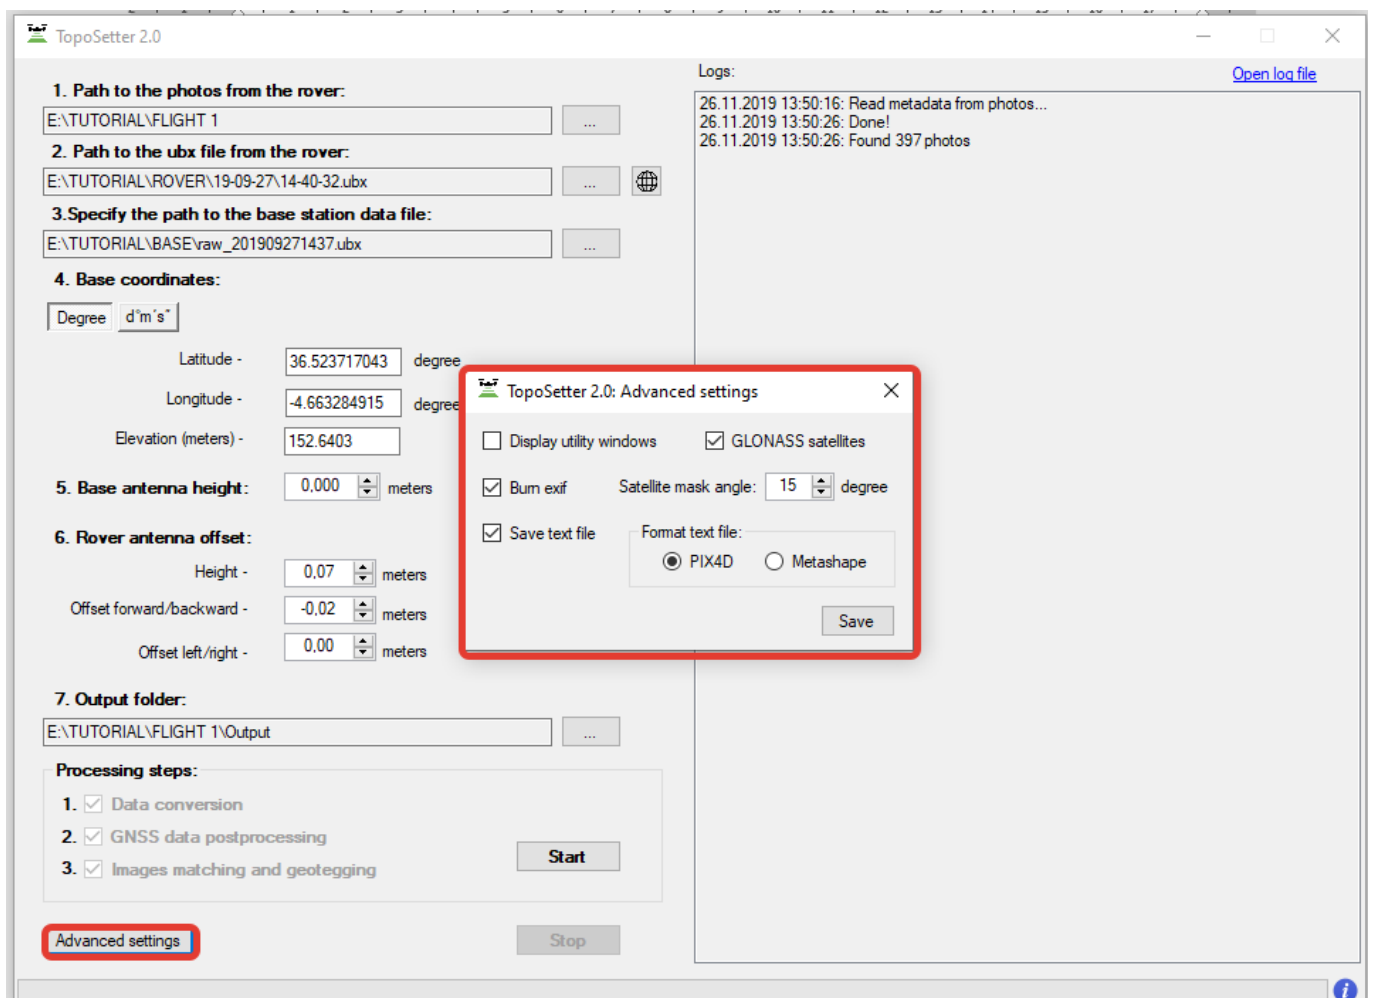 TopoSetter 2.0
1. Path to the photos from the rover:
E:\TUTORIAL\FLIGHT 1
...
2. Path to the ubx file from the rover:
E:\TUTORIAL\ROVER\19-09-27\14-40-32.ubx
...
3.Specify the path to the base station data file:
E:\TUTORIAL\BASE\raw_201909271437.ubx
...
4. Base coordinates:
Degree d°m's"
Latitude - 36.523717043 degree
Longitude - -4.663284915 degree
Elevation (meters) - 152.6403
5. Base antenna height: 0,000 meters
6. Rover antenna offset:
Height - 0,07 meters
Offset forward/backward - -0,02 meters
Offset left/right - 0,00 meters
7. Output folder:
E:\TUTORIAL\FLIGHT 1\Output
...
Processing steps:
1. Data conversion
2. GNSS data postprocessing
3. Images matching and geotegging
Start
Advanced settings
Stop
Logs:
Open log file
26.11.2019 13:50:16: Read metadata from photos...
26.11.2019 13:50:26: Done!
26.11.2019 13:50:26: Found 397 photos
TopoSetter 2.0: Advanced settings
Display utility windows
GLONASS satellites
Burn exif
Satellite mask angle: 15 degree
Save text file
Format text file:
PIX4D
Metashape
Save
i